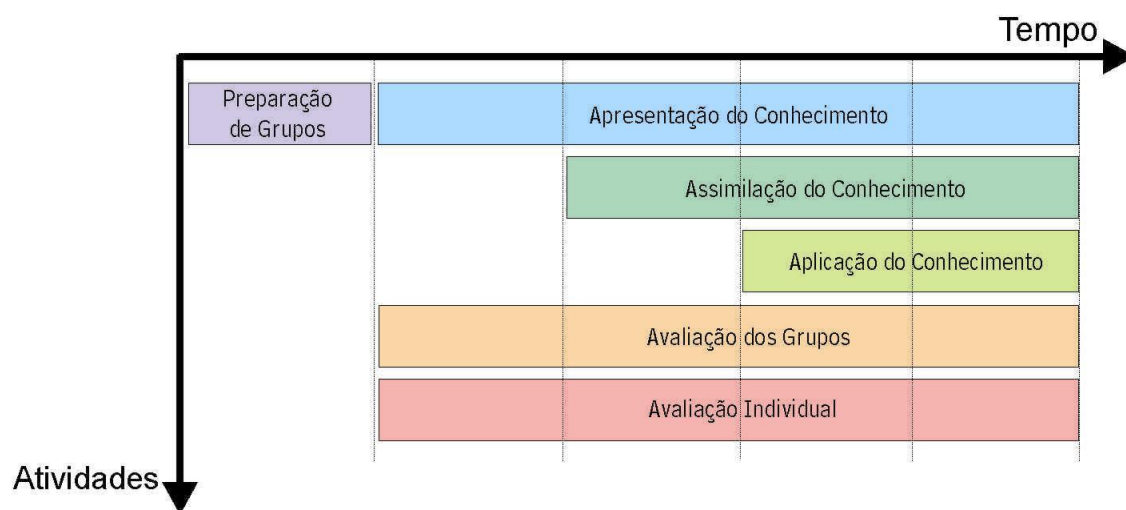 Tempo
Preparação
de Grupos
Apresentação do Conhecimento
Assimilação do Conhecimento
Aplicação do Conhecimento
Avaliação dos Grupos
Avaliação Individual
Atividades